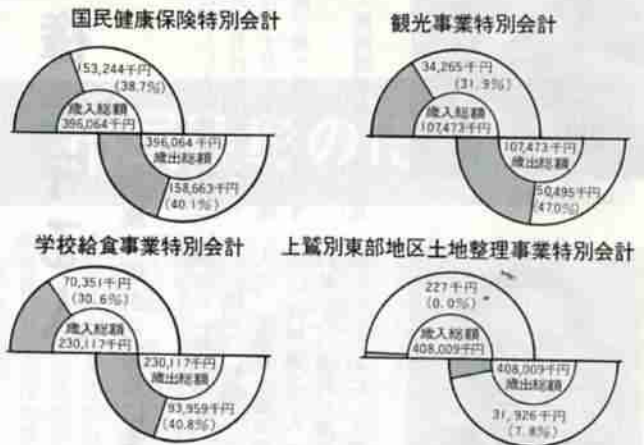 国民健康保険特別会計
153,244千円
(38.7%)
歳入総額
396,064千円
396,064千円
歳出総額
158,663千円
(40.1%)
観光事業特別会計
34,265千円
(31.9%)
歳入総額
107,473千円
107,473千円
歳出総額
50,495千円
(47.0%)
学校給食事業特別会計
70,351千円
(30.6%)
歳入総額
230,117千円
230,117千円
歳出総額
93,959千円
(40.8%)
上鷲別東部地区土地整理事業特別会計
227千円
(0.0%)
歳入総額
408,009千円
408,009千円
歳出総額
31,926千円
(7.8%)